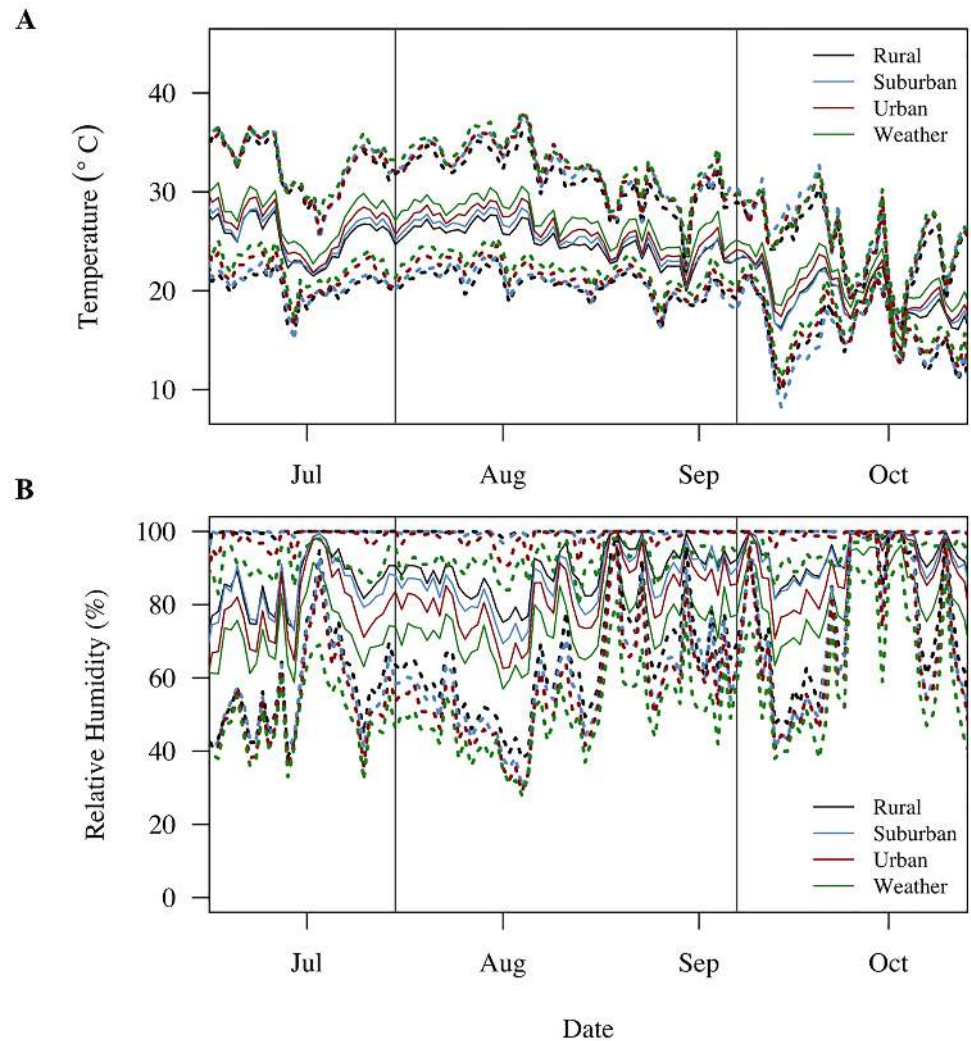 A
Temperature (° C)
40
30
20
10
Rural
Suburban
Urban
Weather
Jul
Aug
Sep
Oct
B
Relative Humidity (%)
100
80
60
40
20
0
Rural
Suburban
Urban
Weather
Jul
Aug
Sep
Oct
Date